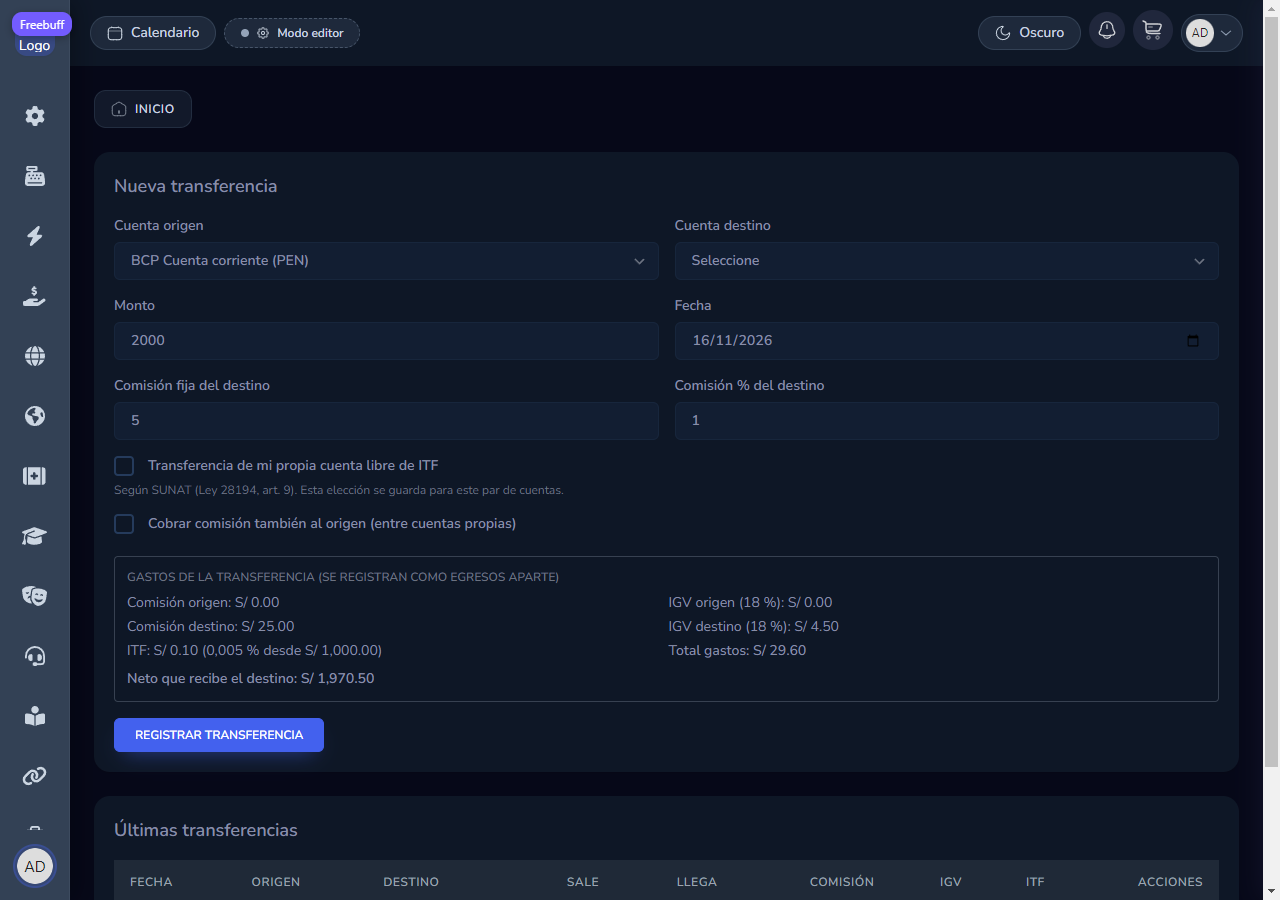 Freebuff
Logo
Calendario
Modo editor
Oscuro
AD
INICIO
Nueva transferencia
Cuenta origen
Cuenta destino
BCP Cuenta corriente (PEN)
Seleccione
Monto
Fecha
2000
16/11/2026
Comisión fija del destino
Comisión % del destino
5
1
Transferencia de mi propia cuenta libre de ITF
Según SUNAT (Ley 28194, art. 9). Esta elección se guarda para este par de cuentas.
Cobrar comisión también al origen (entre cuentas propias)
GASTOS DE LA TRANSFERENCIA (SE REGISTRAN COMO EGRESOS APARTE)
Comisión origen: S/ 0.00
IGV origen (18 %): S/ 0.00
Comisión destino: S/ 25.00
IGV destino (18 %): S/ 4.50
ITF: S/ 0.10 (0,005 % desde S/ 1,000.00)
Total gastos: S/ 29.60
Neto que recibe el destino: S/ 1,970.50
REGISTRAR TRANSFERENCIA
Últimas transferencias
FECHA ORIGEN DESTINO SALE LLEGA COMISIÓN IGV ITF ACCIONES
AD